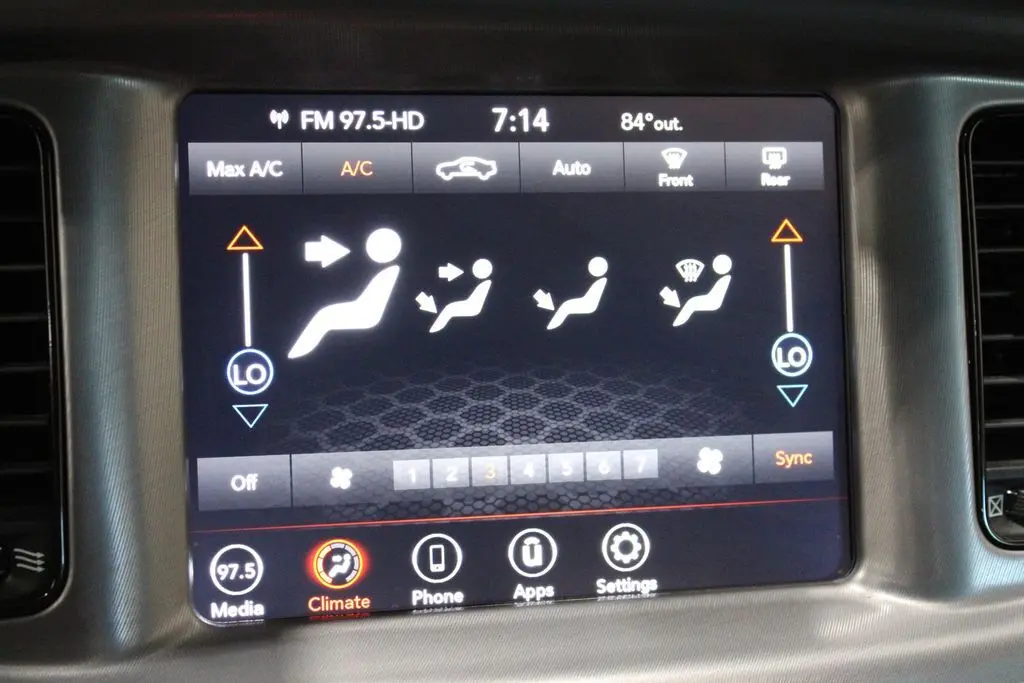 FM 97.5-HD 7:14 84° out.
Max A/C A/C Auto Front Rear
LO LO
Off 1 2 3 4 5 6 7 Sync
97.5
Media Climate Phone Apps Settings